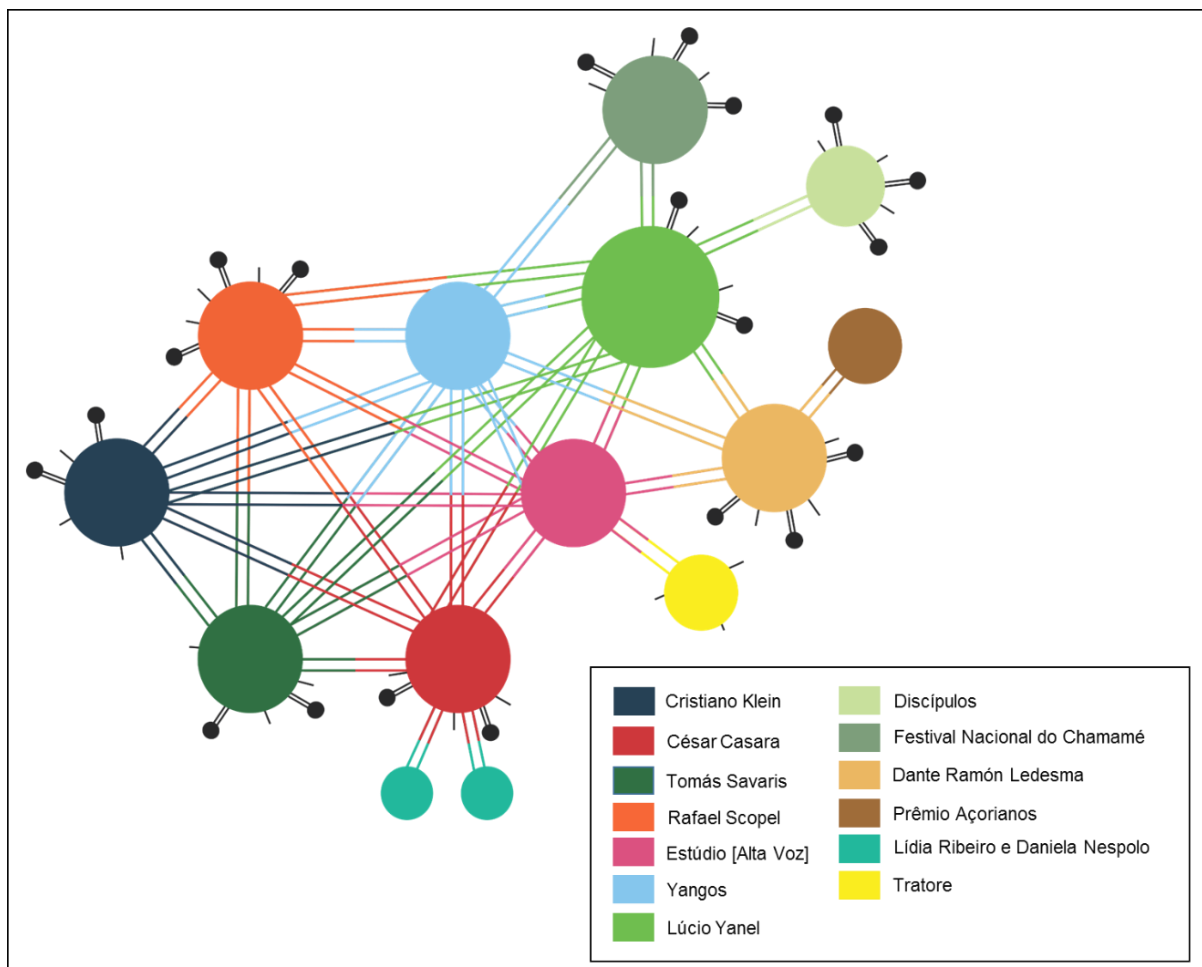 Cristiano Klein
César Casara
Tomás Savaris
Rafael Scopel
Estúdio [Alta Voz]
Yangos
Lúcio Yanel
Discípulos
Festival Nacional do Chamamé
Dante Ramón Ledesma
Prêmio Açorianos
Lídia Ribeiro e Daniela Nespolo
Tratore